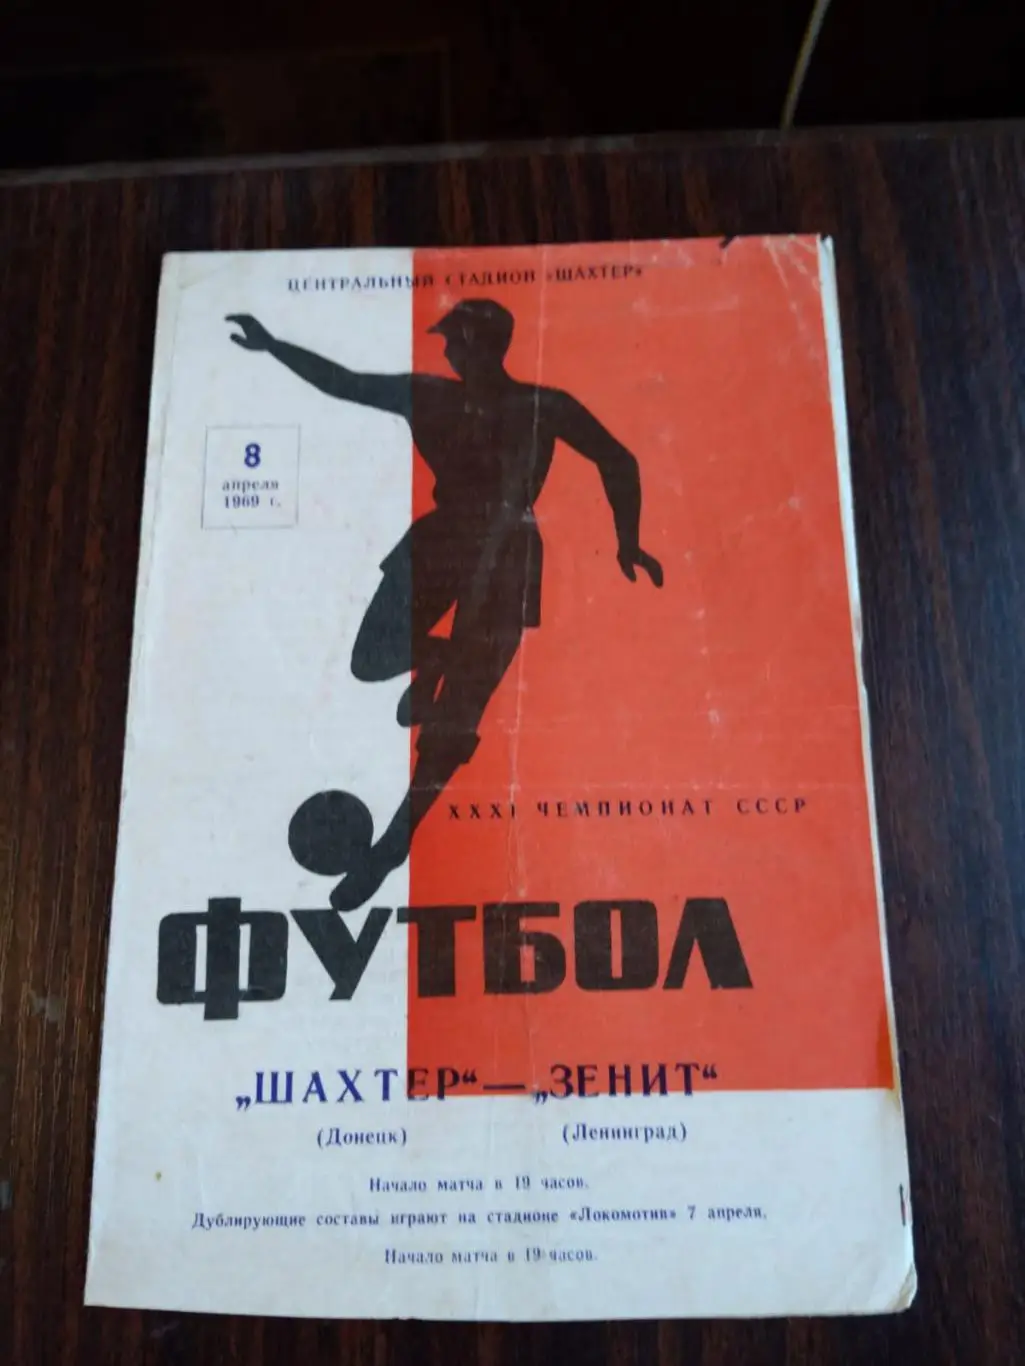 ЦЕНТРАЛЬНЫЙ СТАДИОН «ШАХТЕР»
8
апреля
1969 г.
XXXI ЧЕМПИОНАТ СССР
ФУТБОЛ
„ШАХТЕР“ — „ЗЕНИТ“
(Донецк) (Ленинград)
Начало матча в 19 часов.
Дублирующие составы играют на стадионе «Локомотив» 7 апреля.
Начало матча в 19 часов.